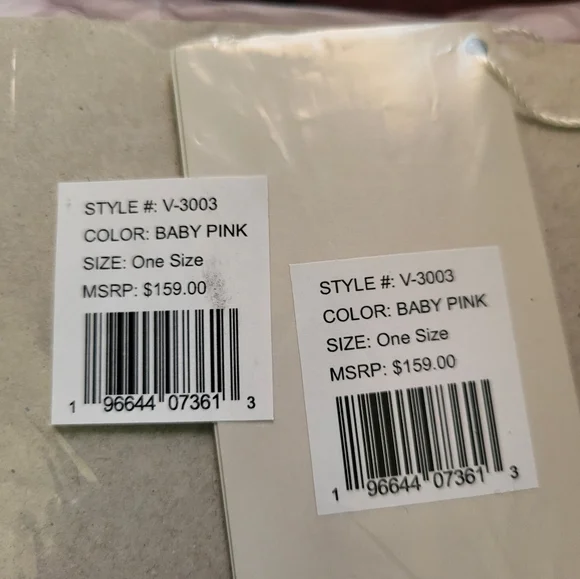 STYLE #: V-3003
COLOR: BABY PINK
SIZE: One Size
MSRP: $159.00
1 96644 07361 3
STYLE #: V-3003
COLOR: BABY PINK
SIZE: One Size
MSRP: $159.00
1 96644 07361 3